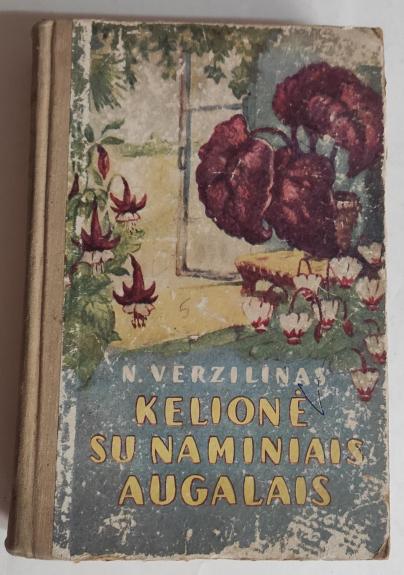 N. VERZILINAS
KELIONĖ
SU NAMINIAIS
AUGALAIS